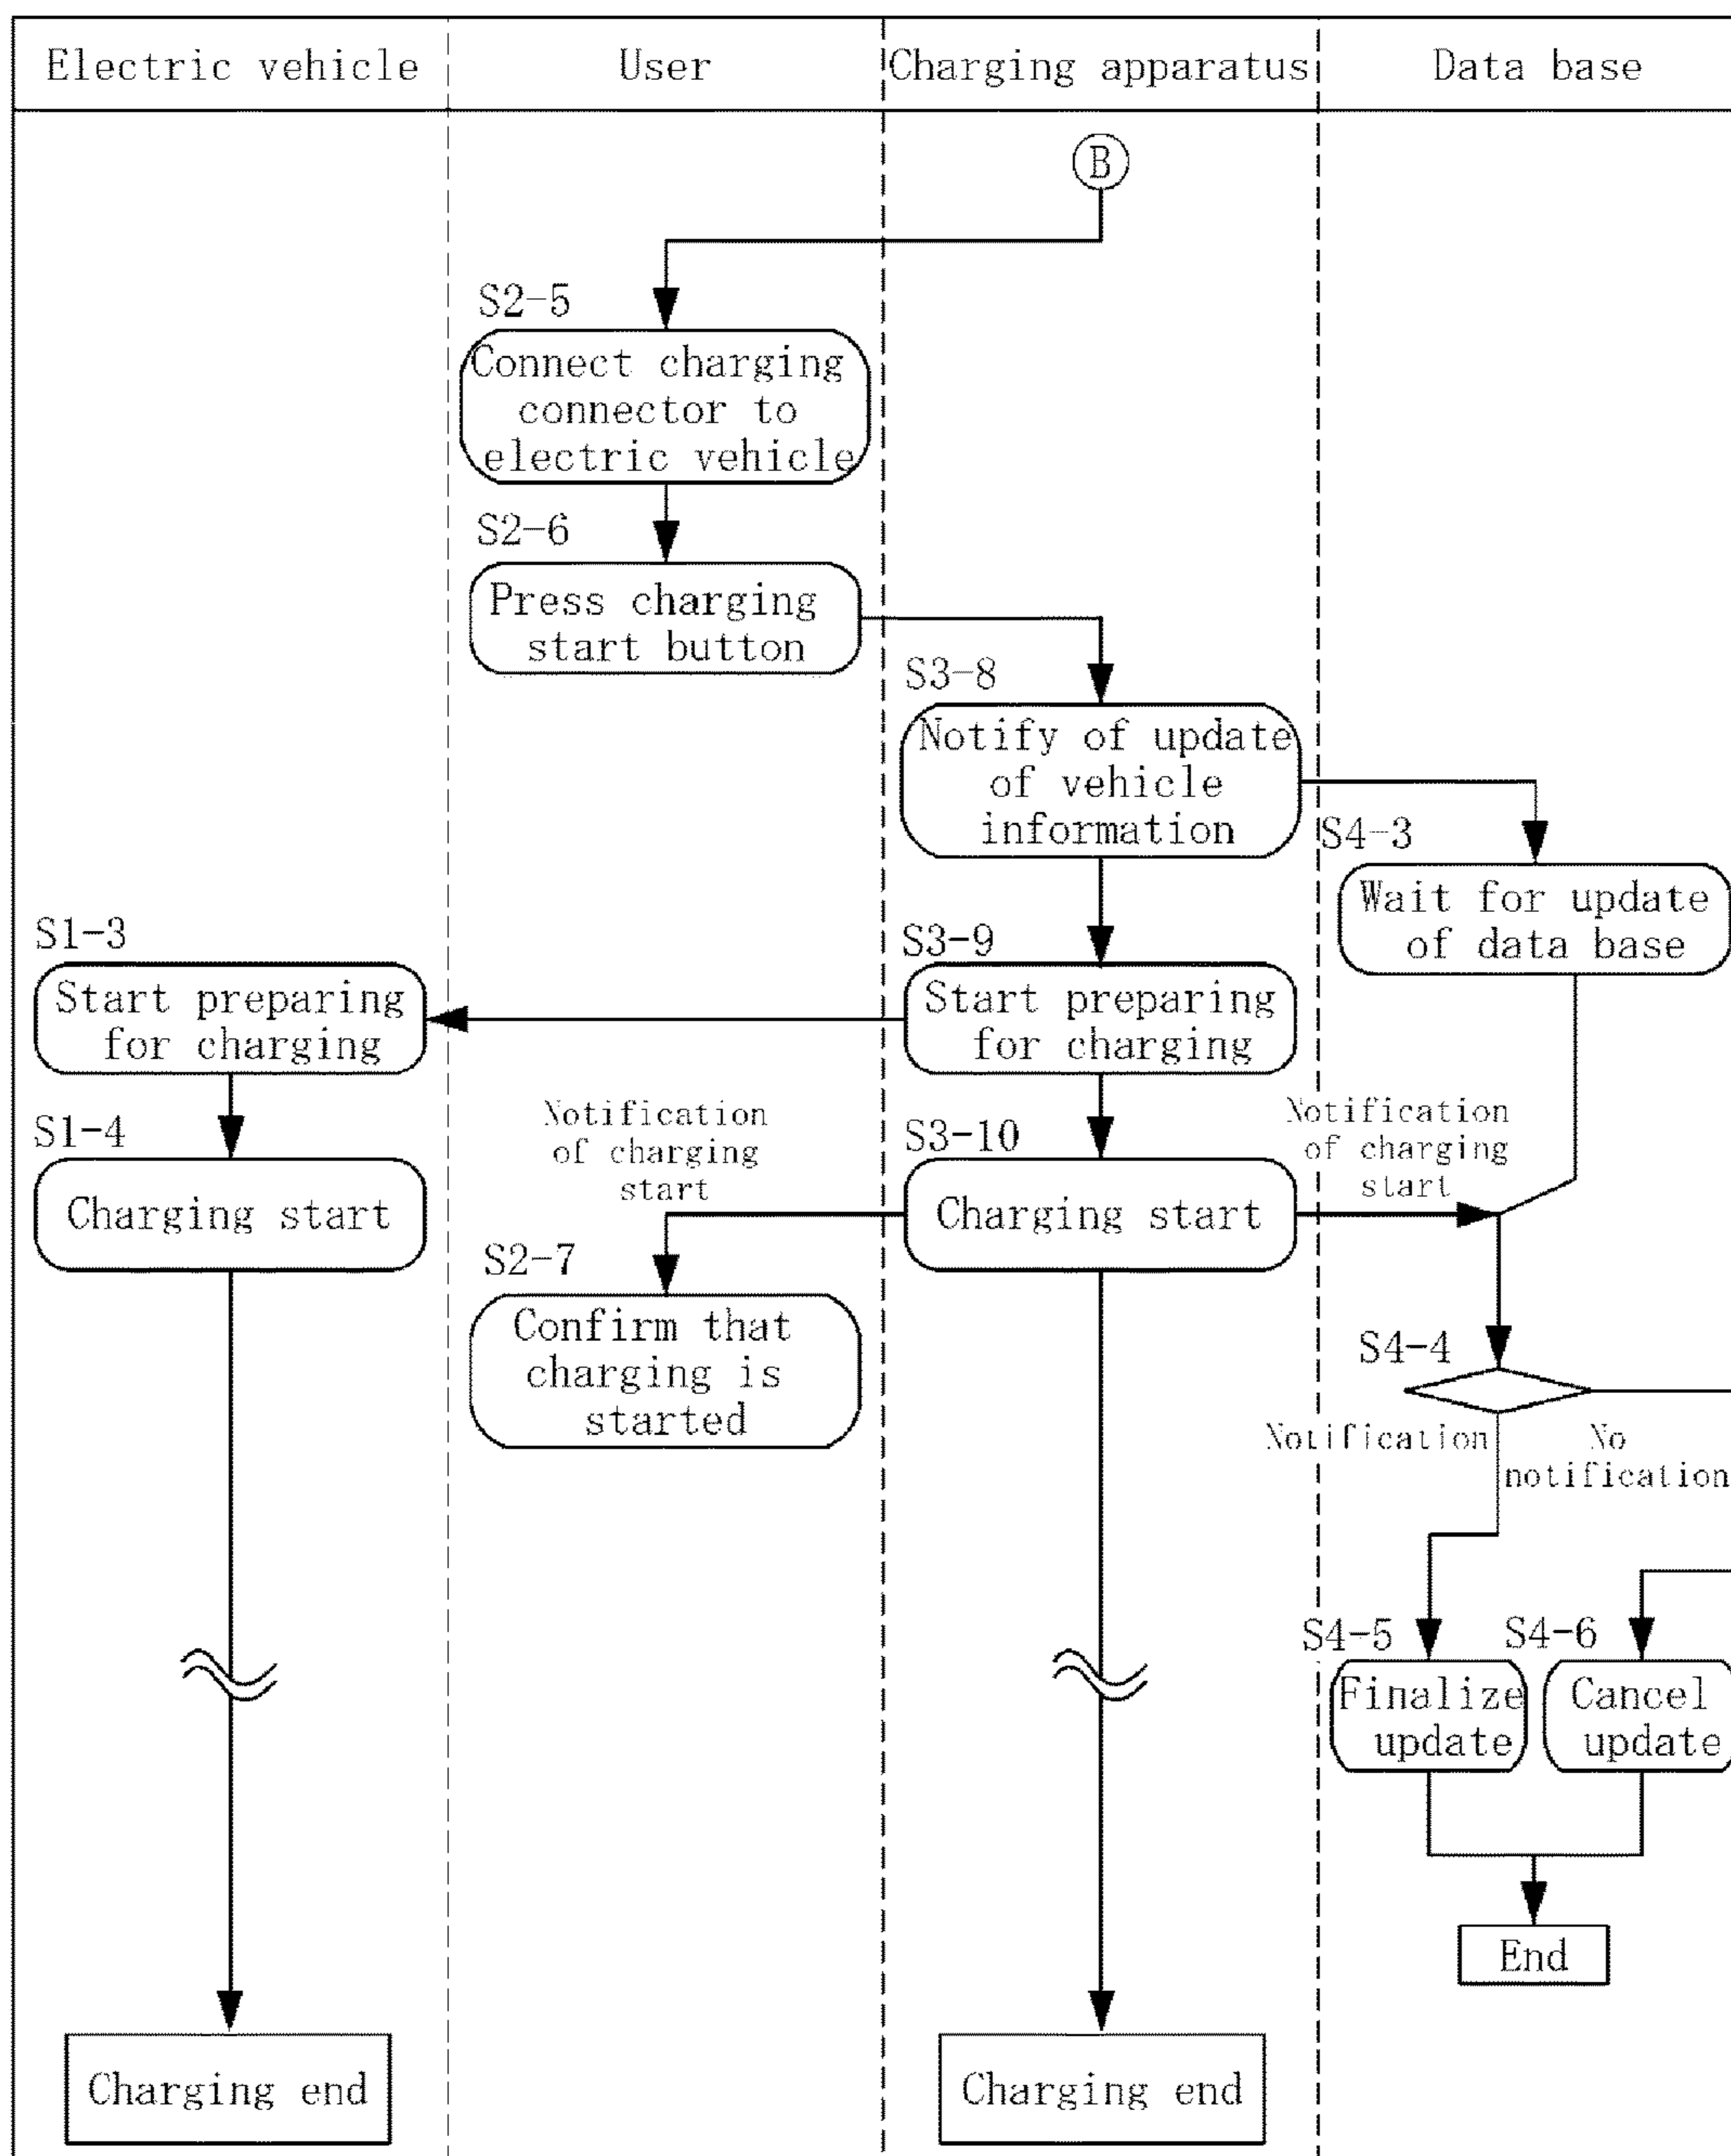 Electric vehicle
User
Charging apparatus
Data base
B
S2-5
Connect charging
connector to
electric vehicle
S2-6
Press charging
start button
S3-8
Notify of update
of vehicle
information
S4-3
Wait for update
of data base
S1-3
Start preparing
for charging
S3-9
Start preparing
for charging
Notification
of charging
start
Notification
of charging
start
S1-4
Charging start
S3-10
Charging start
S2-7
Confirm that
charging is
started
S4-4
Notification
No
notification
S4-5
Finalize
update
S4-6
Cancel
update
End
Charging end
Charging end